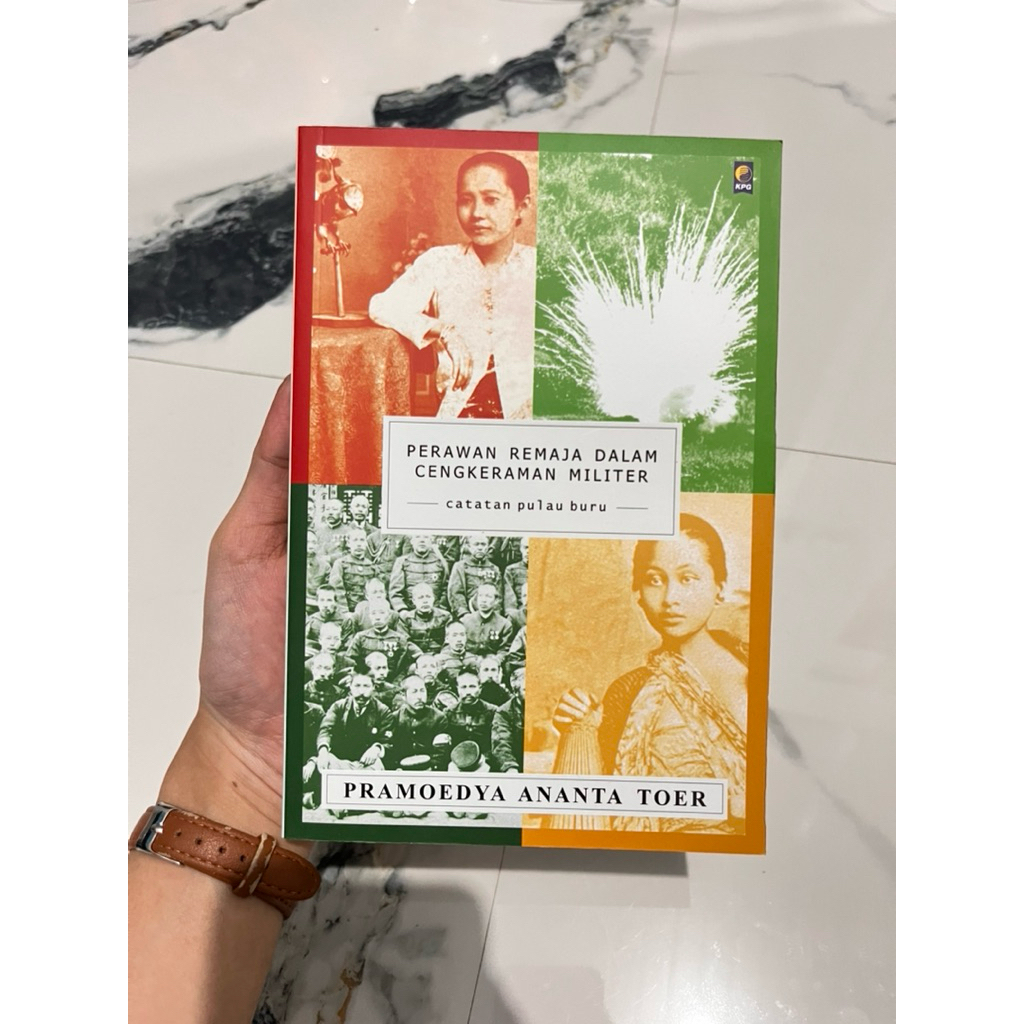 KPG
PERAWAN REMAJA DALAM
CENGKERAMAN MILITER
catatan pulau buru
PRAMOEDYA ANANTA TOER